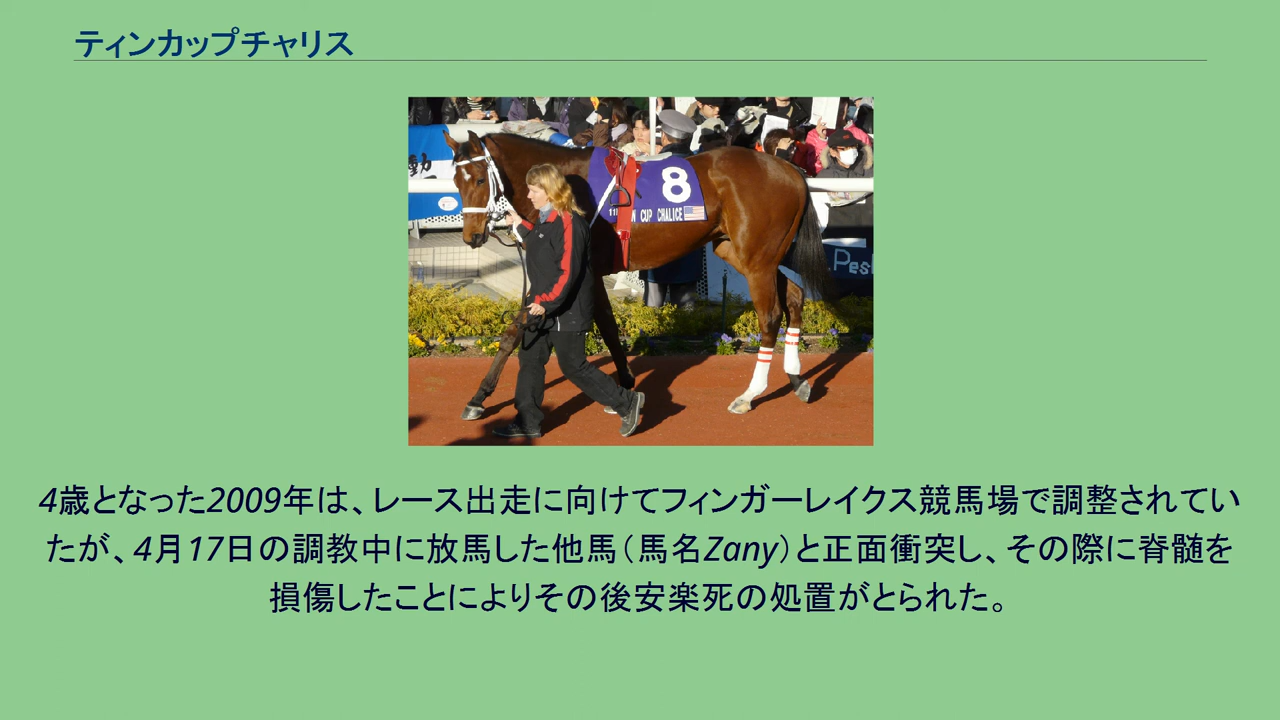 ティンカップチャリス
動
8
CUP CHALICE
Pes
4歳となった2009年は、レース出走に向けてフィンガーレイクス競馬場で調整されてい
たが、4月17日の調教中に放馬した他馬（馬名Zany）と正面衝突し、その際に脊髄を
損傷したことによりその後安楽死の処置がとられた。